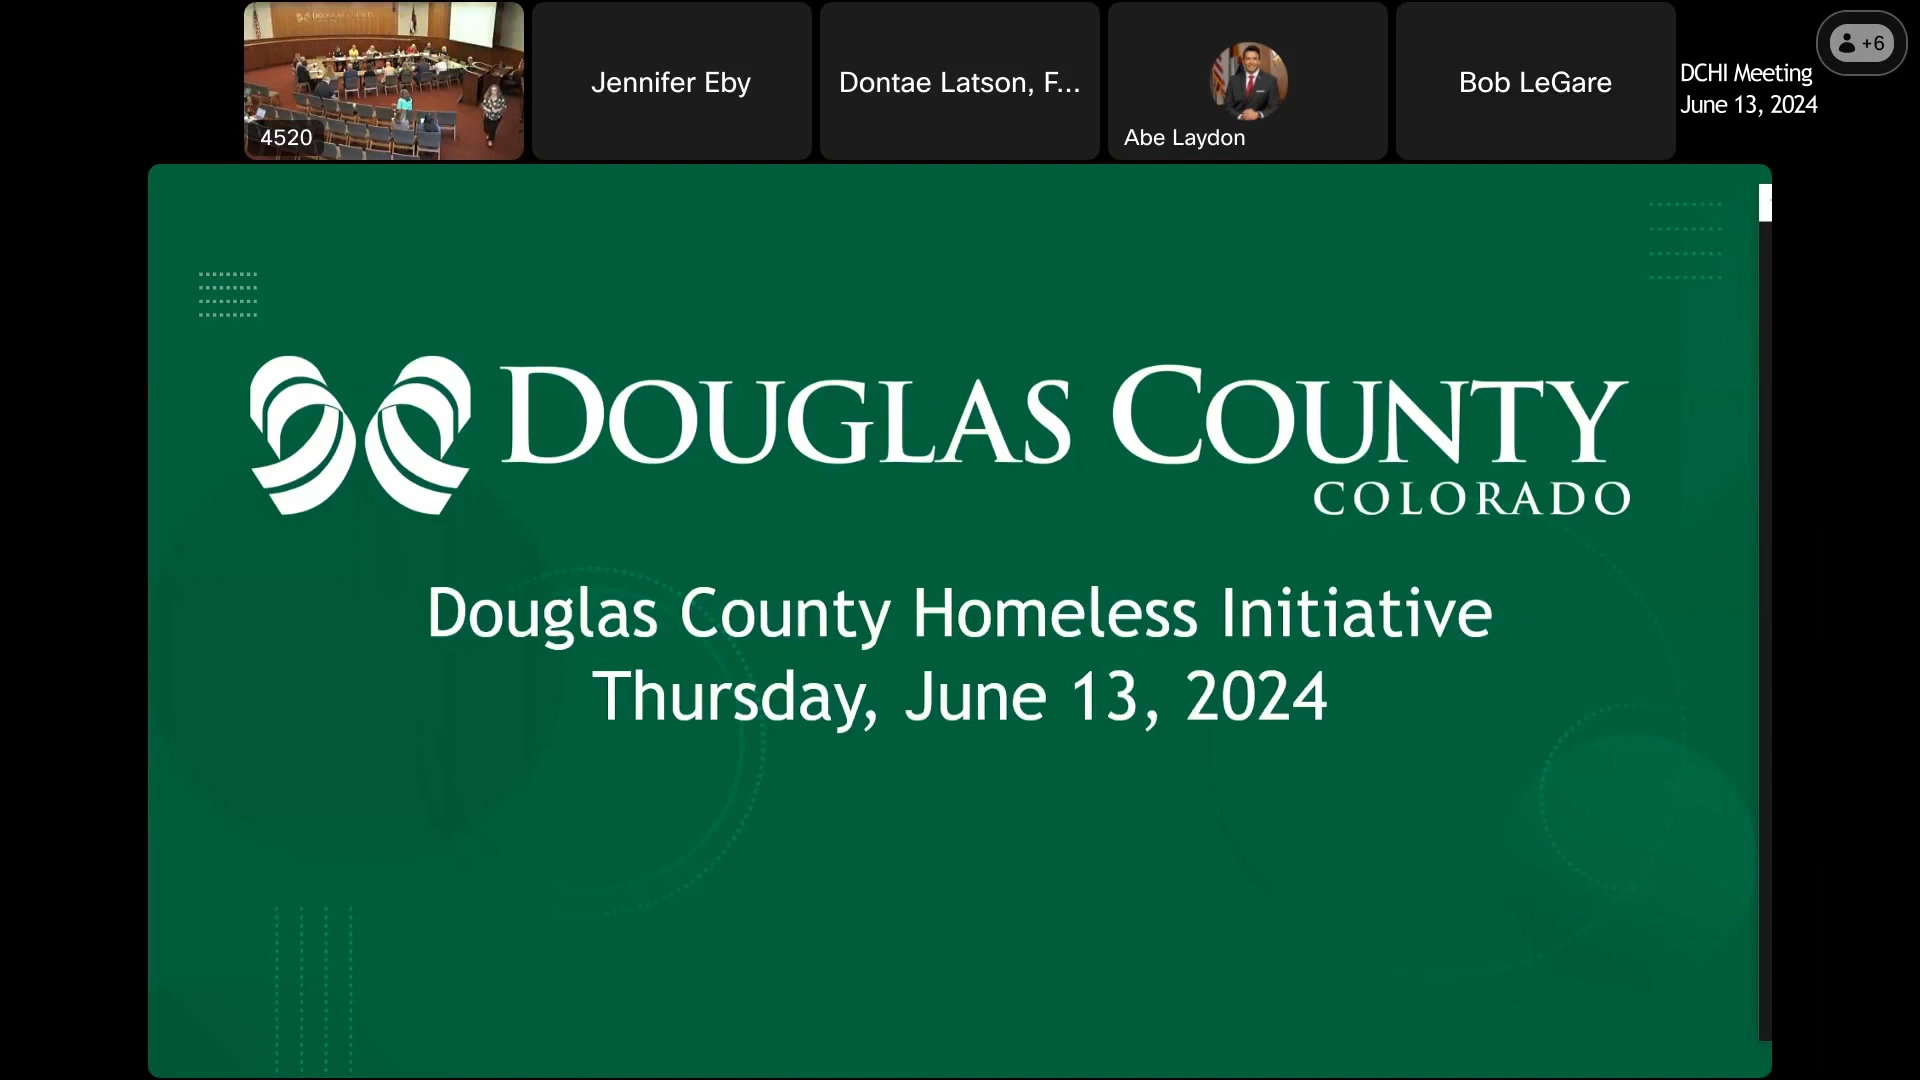 4520
Jennifer Eby
Dontae Latson, F...
Abe Laydon
Bob LeGare
DCHI Meeting
June 13, 2024
+6
DOUGLAS COUNTY
COLORADO
Douglas County Homeless Initiative
Thursday, June 13, 2024